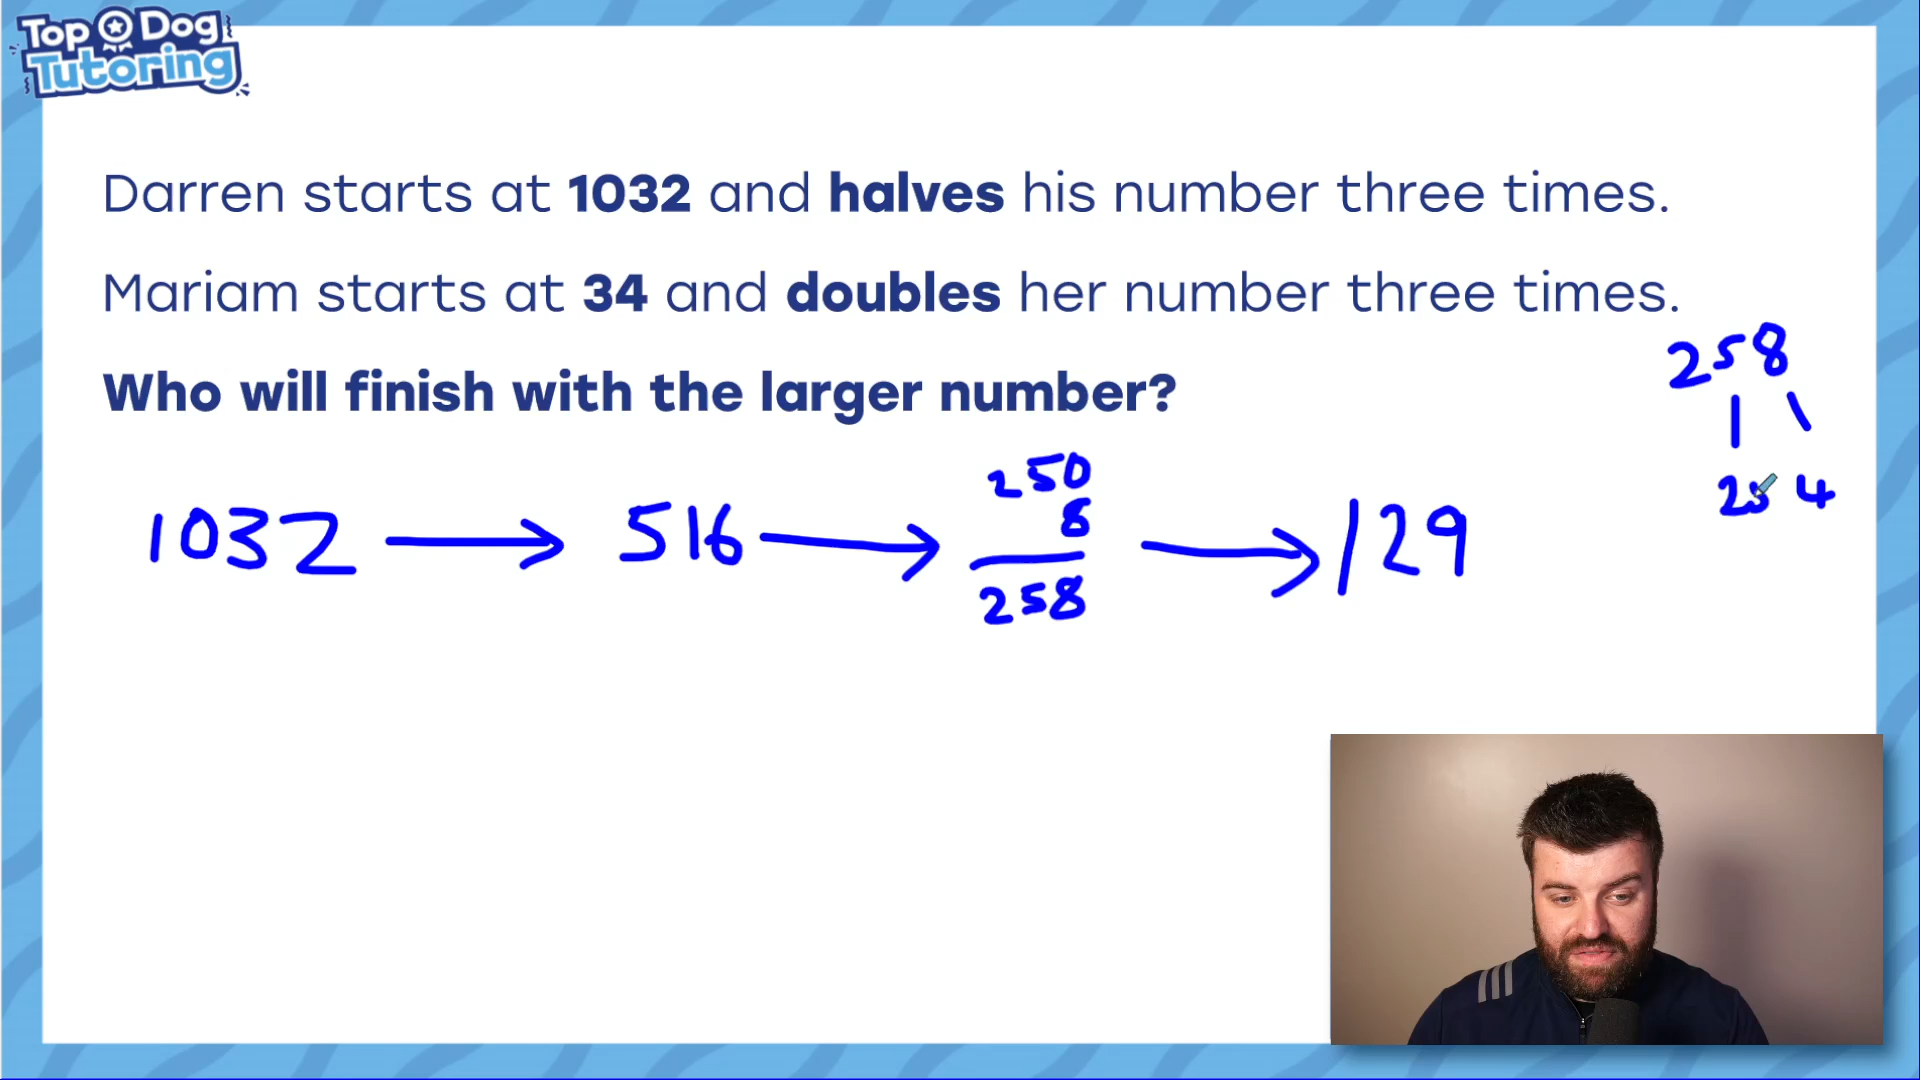 Top Dog
Tutoring
Darren starts at 1032 and halves his number three times.
Mariam starts at 34 and doubles her number three times.
Who will finish with the larger number?
258
25 4
250
8
1032 516 258 129